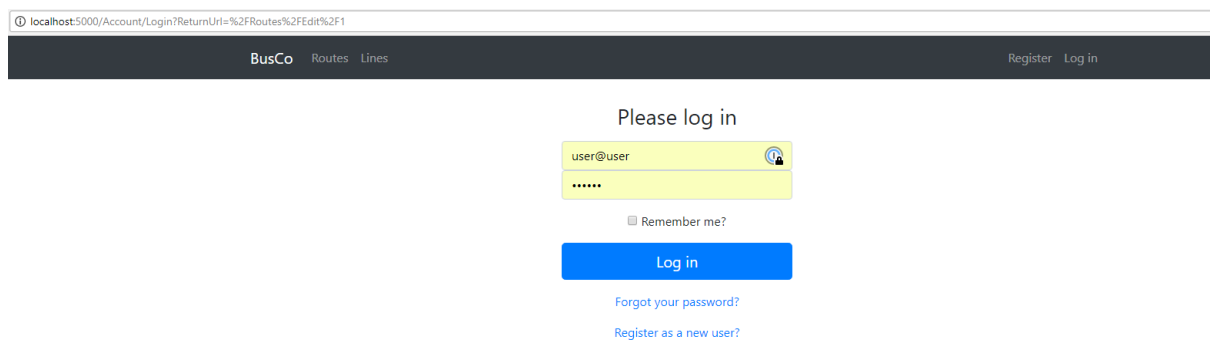 localhost:5000/Account/Login?ReturnUrl=%2FRoutes%2FEdit%2F1
BusCo Routes Lines Register Log in
Please log in
user@user
••••••
Remember me?
Log in
Forgot your password?
Register as a new user?